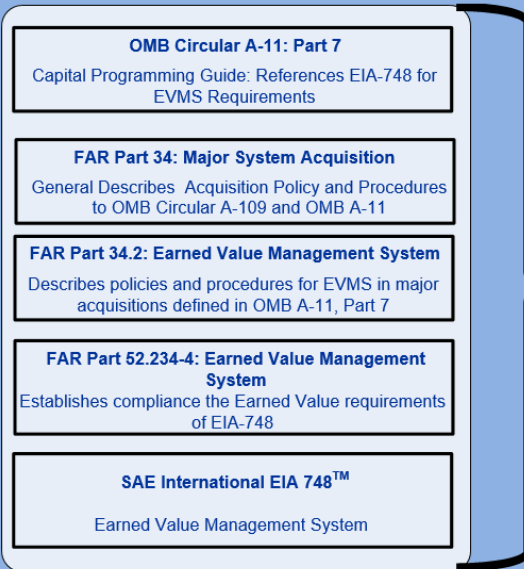 OMB Circular A-11: Part 7
Capital Programming Guide: References EIA-748 for
EVMS Requirements
FAR Part 34: Major System Acquisition
General Describes Acquisition Policy and Procedures
to OMB Circular A-109 and OMB A-11
FAR Part 34.2: Earned Value Management System
Describes policies and procedures for EVMS in major
acquisitions defined in OMB A-11, Part 7
FAR Part 52.234-4: Earned Value Management
System
Establishes compliance the Earned Value requirements
of EIA-748
SAE International EIA 748™
Earned Value Management System